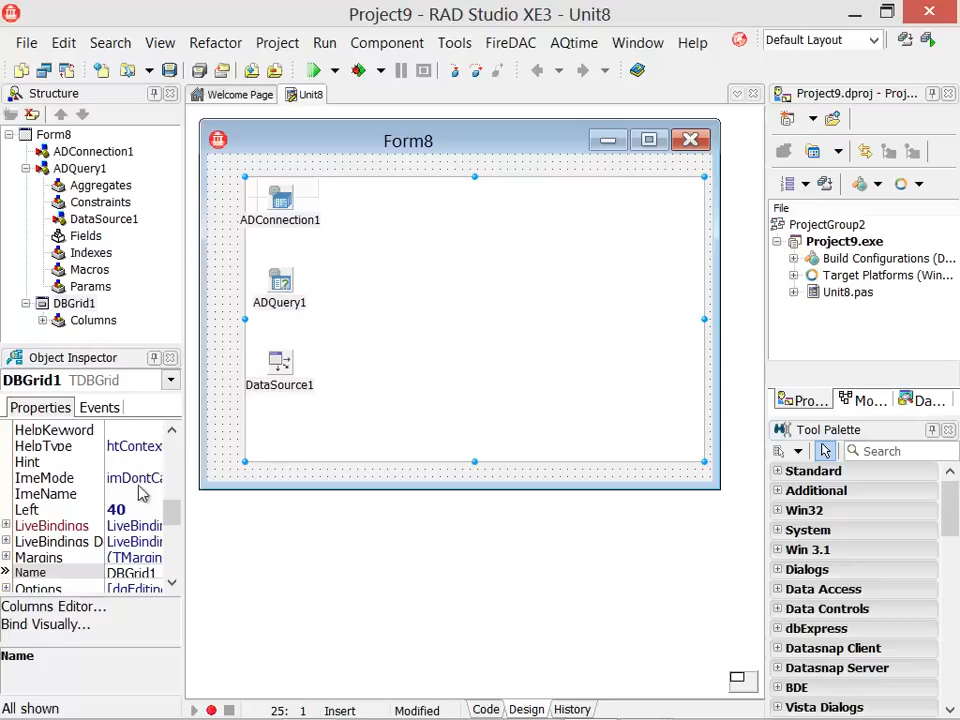 Project9 - RAD Studio XE3 - Unit8
File Edit Search View Refactor Project Run Component Tools FireDAC AQtime Window Help
Default Layout
Structure
Welcome Page
Unit8
Project9.dproj - Proj...
Form8
ADConnection1
ADQuery1
Aggregates
Constraints
DataSource1
Fields
Indexes
Macros
Params
DBGrid1
Columns
Form8
ADConnection1
ADQuery1
DataSource1
File
ProjectGroup2
Project9.exe
Build Configurations (D...
Target Platforms (Win...
Unit8.pas
Object Inspector
DBGrid1 TDBGrid
Properties Events
HelpKeyword
HelpType htContex
Hint
ImeMode imDontCa
ImeName
Left 40
LiveBindings LiveBindin
LiveBindings D LiveBindin
Margins (TMargin
Name DBGrid1
Options [dgEditin
Columns Editor...
Bind Visually...
Name
All shown
Pro... Mo... Da...
Tool Palette
Search
Standard
Additional
Win32
System
Win 3.1
Dialogs
Data Access
Data Controls
dbExpress
Datasnap Client
Datasnap Server
BDE
Vista Dialogs
25: 1 Insert Modified Code Design History